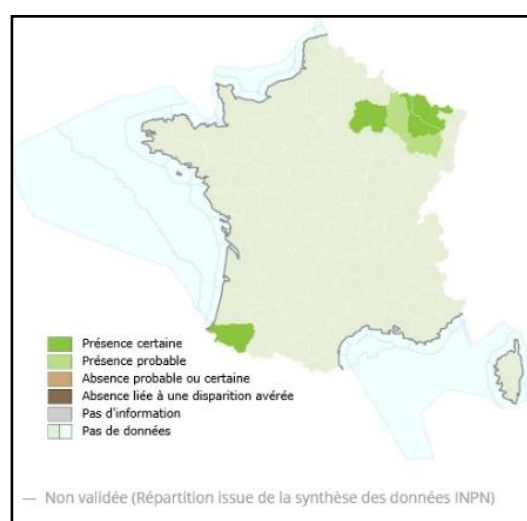 Présence certaine
Présence probable
Absence probable ou certaine
Absence liée à une disparition avérée
Pas d'information
Pas de données
— Non validée (Répartition issue de la synthèse des données INPN)